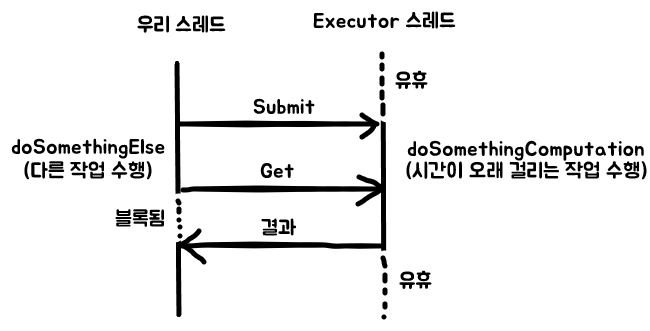 우리 스레드
Executor 스레드
유휴
Submit
doSomethingElse
(다른 작업 수행)
doSomethingComputation
(시간이 오래 걸리는 작업 수행)
Get
블록됨
결과
유휴